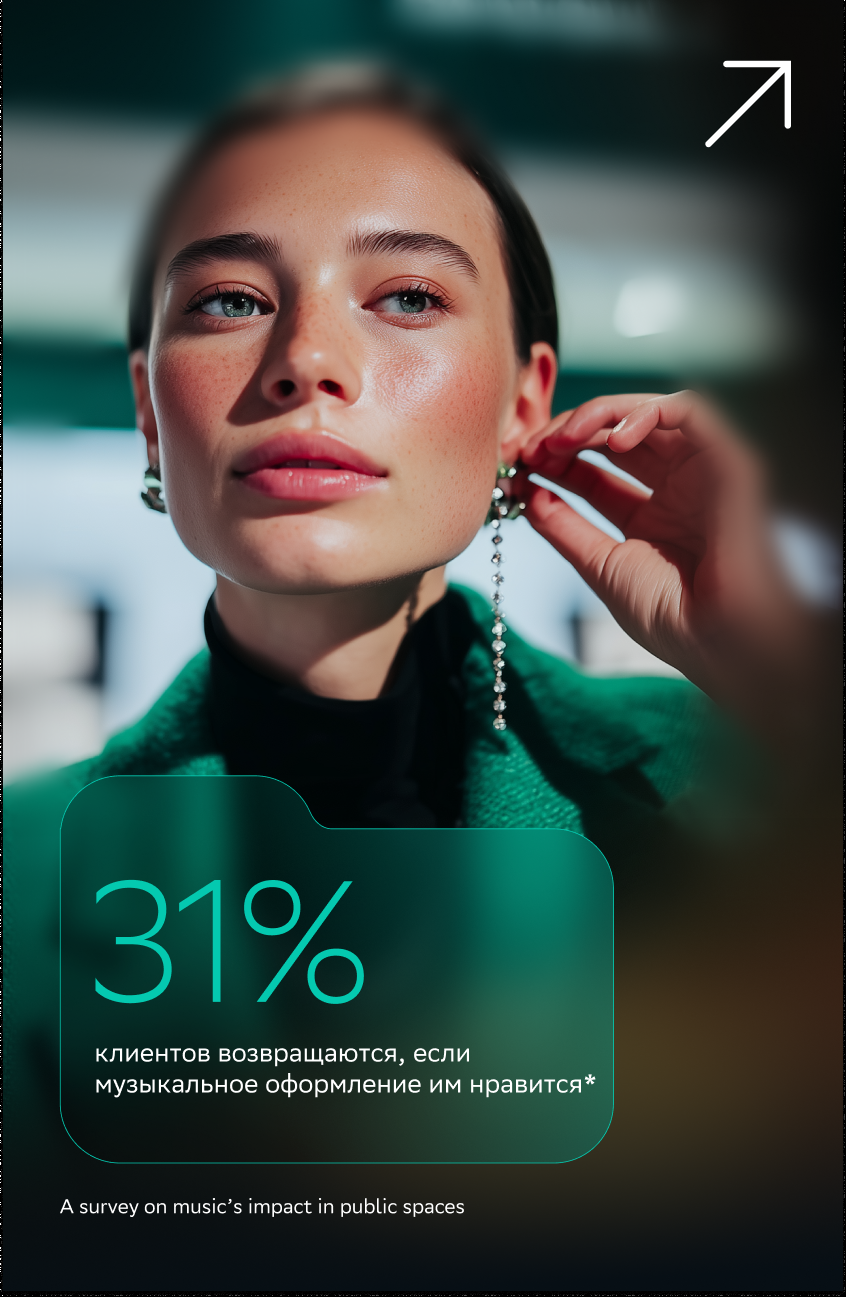 31%
клиентов возвращаются, если
музыкальное оформление им нравится*
A survey on music’s impact in public spaces